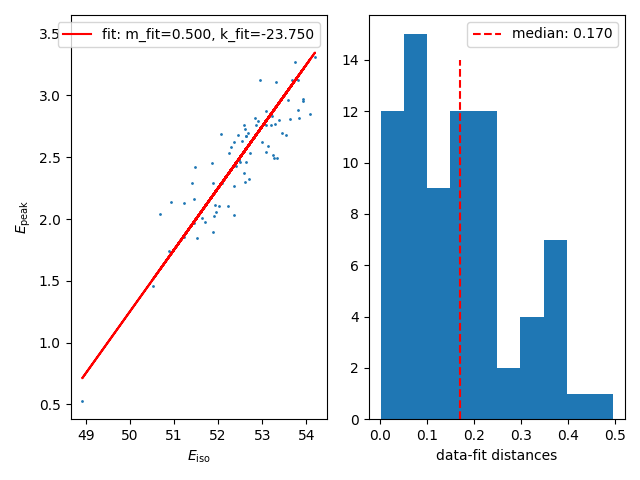 fit: m_fit=0.500, k_fit=-23.750
3.5
3.0
2.5
2.0
1.5
1.0
0.5
E_peak
49 50 51 52 53 54
E_iso
median: 0.170
14
12
10
8
6
4
2
0
0.0 0.1 0.2 0.3 0.4 0.5
data-fit distances